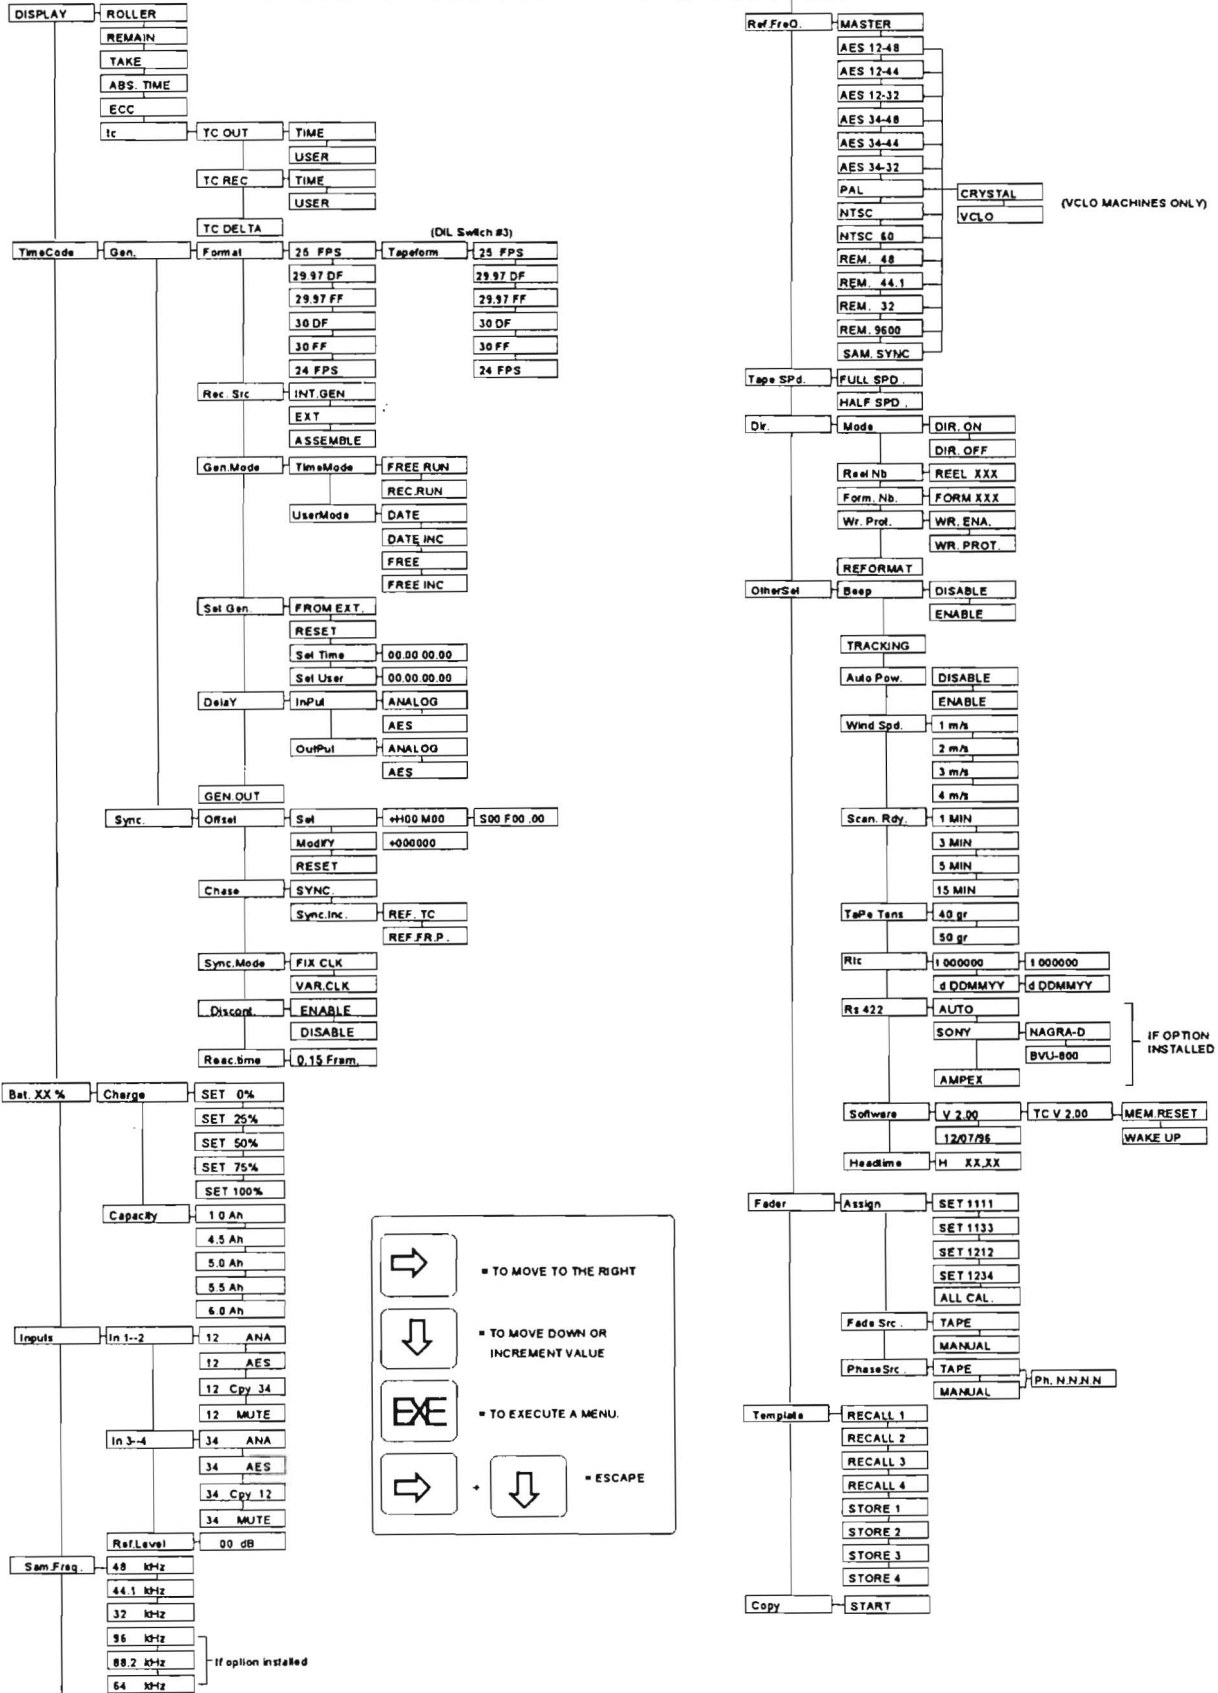 DISPLAY ROLLER
REMAIN
TAKE
ABS. TIME
ECC
tc TC OUT TIME
USER
TC REC TIME
USER
TC DELTA
(DIL Switch #3)
TimeCode Gen. Format 25 FPS Tapeform 25 FPS
29.97 DF 29.97 DF
29.97 FF 29.97 FF
30 DF 30 DF
30 FF 30 FF
24 FPS 24 FPS
Rec. Src INT.GEN
EXT
ASSEMBLE
Gen.Mode TimeMode FREE RUN
REC.RUN
UserMode DATE
DATE INC
FREE
FREE INC
Set Gen. FROM EXT.
RESET
Set Time 00.00 00.00
Set User 00.00.00.00
DelaY InPut ANALOG
AES
OutPut ANALOG
AES
GEN.OUT
Sync. Offset Set +H00 M00 S00 F00 .00
ModifY +000000
RESET
Chase SYNC.
Sync.Inc. REF. TC
REF.FR.P.
Sync.Mode FIX CLK
VAR.CLK
Discont. ENABLE
DISABLE
Reac.time 0.15 Fram.
Bat. XX % Charge SET 0%
SET 25%
SET 50%
SET 75%
SET 100%
Capacity 1 0 Ah
4.5 Ah
5.0 Ah
5.5 Ah
6.0 Ah
Inputs In 1--2 12 ANA
12 AES
12 Cpy 34
12 MUTE
In 3--4 34 ANA
34 AES
34 Cpy 12
34 MUTE
Ref.Level 00 dB
Sam.Freq. 48 kHz
44.1 kHz
32 kHz
96 kHz
88.2 kHz If option installed
64 kHz
= TO MOVE TO THE RIGHT
= TO MOVE DOWN OR
INCREMENT VALUE
EXE = TO EXECUTE A MENU.
+ = ESCAPE
Ref.FreQ. MASTER
AES 12-48
AES 12-44
AES 12-32
AES 34-48
AES 34-44
AES 34-32
PAL CRYSTAL (VCLO MACHINES ONLY)
NTSC VCLO
NTSC 60
REM. 48
REM. 44.1
REM. 32
REM. 9600
SAM. SYNC
Tape SPd. FULL SPD .
HALF SPD .
Dir. Mode DIR. ON
DIR. OFF
Reel Nb REEL XXX
Form. Nb. FORM XXX
Wr. Prot. WR. ENA.
WR. PROT.
REFORMAT
OtherSet Beep DISABLE
ENABLE
TRACKING
Auto Pow. DISABLE
ENABLE
Wind Spd. 1 m/s
2 m/s
3 m/s
4 m/s
Scan. Rdy. 1 MIN
3 MIN
5 MIN
15 MIN
TaPe Tens 40 gr
50 gr
Rtc t 000000 t 000000
d DDMMYY d DDMMYY
Rs 422 AUTO
SONY NAGRA-D IF OPTION
BVU-800 INSTALLED
AMPEX
Software V 2.00 TC V 2.00 MEM.RESET
12/07/96 WAKE UP
Headtime H XX.XX
Fader Assign SET 1111
SET 1133
SET 1212
SET 1234
ALL CAL.
Fade Src . TAPE
MANUAL
PhaseSrc . TAPE Ph. N.N.N.N
MANUAL
Template RECALL 1
RECALL 2
RECALL 3
RECALL 4
STORE 1
STORE 2
STORE 3
STORE 4
Copy START